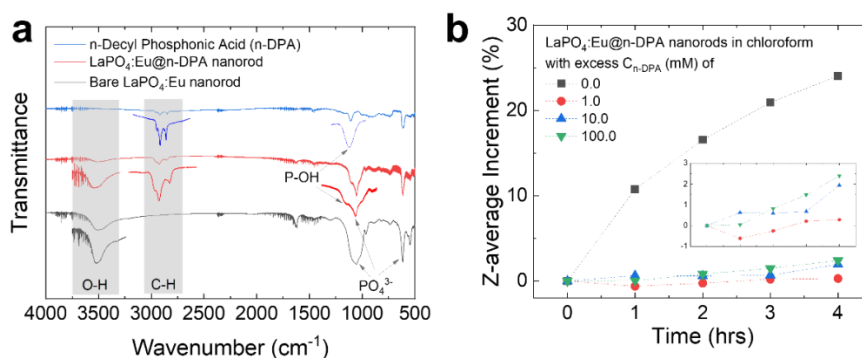 a
n-Decyl Phosphonic Acid (n-DPA)
LaPO₄:Eu@n-DPA nanorod
Bare LaPO₄:Eu nanorod
Transmittance
P-OH
O-H
C-H
PO₄³⁻
4000 3500 3000 2500 2000 1500 1000 500
Wavenumber (cm⁻¹)
b
Z-average Increment (%)
30
20
10
0
LaPO₄:Eu@n-DPA nanorods in chloroform
with excess Cₙ₋DPA (mM) of
0.0
1.0
10.0
100.0
3
2
1
0
-1
0 1 2 3 4
Time (hrs)